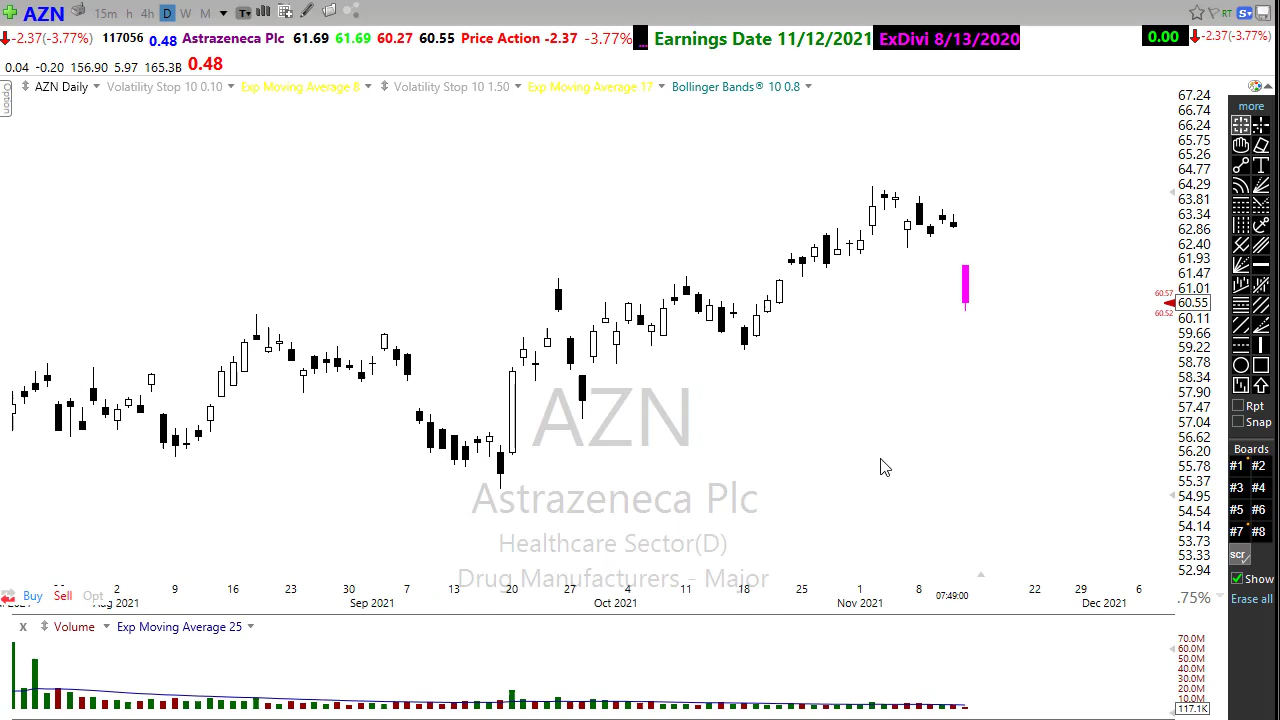 AZN 15m h 4h D W M T RT S
-2.37(-3.77%) 117056 0.48 Astrazeneca Plc 61.69 61.69 60.27 60.55 Price Action -2.37 -3.77% ... Earnings Date 11/12/2021 ExDivi 8/13/2020 0.00 -2.37(-3.77%)
0.04 -0.20 156.90 5.97 165.3B 0.48
Option
AZN Daily Volatility Stop 10 0.10 Exp Moving Average 8 Volatility Stop 10 1.50 Exp Moving Average 17 Bollinger Bands® 10 0.8
67.24
66.74
66.24
65.75
65.26
64.77
64.29
63.81
63.34
62.86
62.40
61.93
61.47
61.01
60.57
60.55
60.52
60.11
59.66
59.22
58.78
58.34
57.90
57.47
57.04
56.62
56.20
55.78
55.37
54.95
54.54
54.14
53.73
53.33
52.94
more
T
Rpt
Snap
Boards
#1 #2
#3 #4
#5 #6
#7 #8
scr
Show
Erase all
AZN
Astrazeneca Plc
Healthcare Sector(D)
Drug Manufacturers - Major
2 9 16 23 30 7 13 20 27 4 11 18 25 1 8 07:49:00 22 29 6
Buy Sell Opt .75%
Aug 2021 Sep 2021 Oct 2021 Nov 2021 Dec 2021
X Volume Exp Moving Average 25
70.0M
60.0M
50.0M
40.0M
30.0M
20.0M
10.0M
117.1K